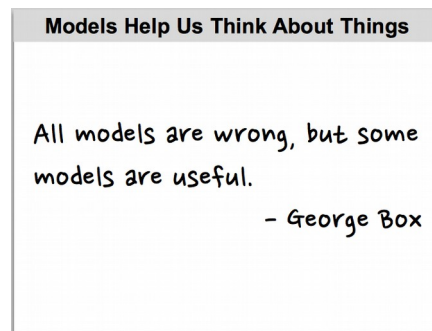 Models Help Us Think About Things
All models are wrong, but some
models are useful.
- George Box